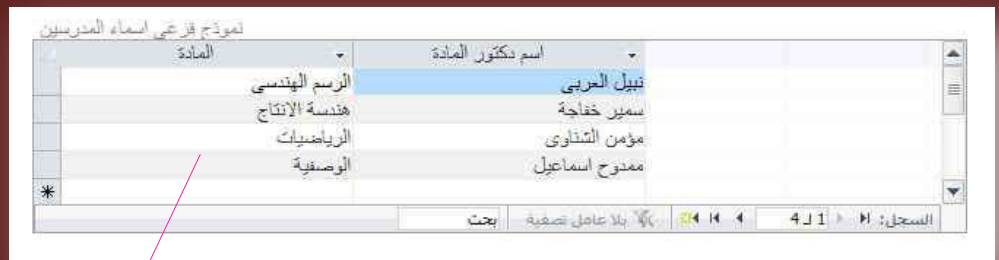 نموذج فرعي اسماء المدرسين
المادة اسم دكتور المادة
الرسم الهندسى نبيل العربى
هندسة الانتاج سمير خفاجة
الرياضيات مؤمن الشناوى
الوصفية ممدوح اسماعيل
السجل: 1 لـ 4 بلا عامل تصفية بحث